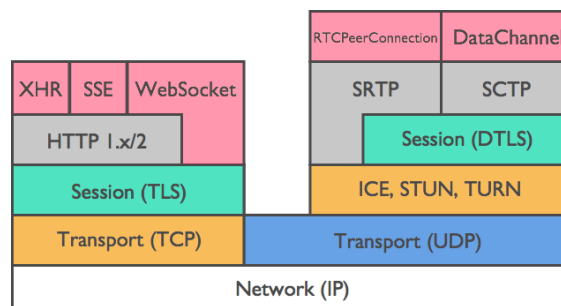 RTCPeerConnection DataChannel
XHR SSE WebSocket SRTP SCTP
HTTP 1.x/2 Session (DTLS)
Session (TLS) ICE, STUN, TURN
Transport (TCP) Transport (UDP)
Network (IP)